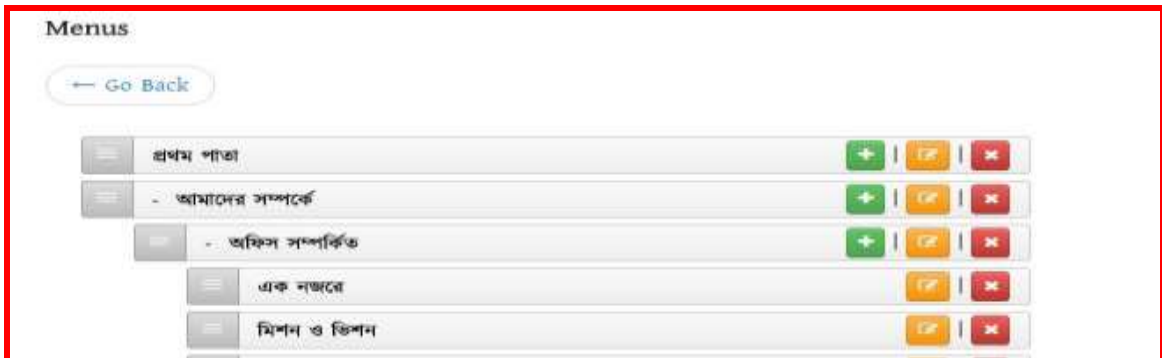 Menus
← Go Back
প্রথম পাতা
- আমাদের সম্পর্কে
- অফিস সম্পর্কিত
এক নজরে
মিশন ও ভিশন